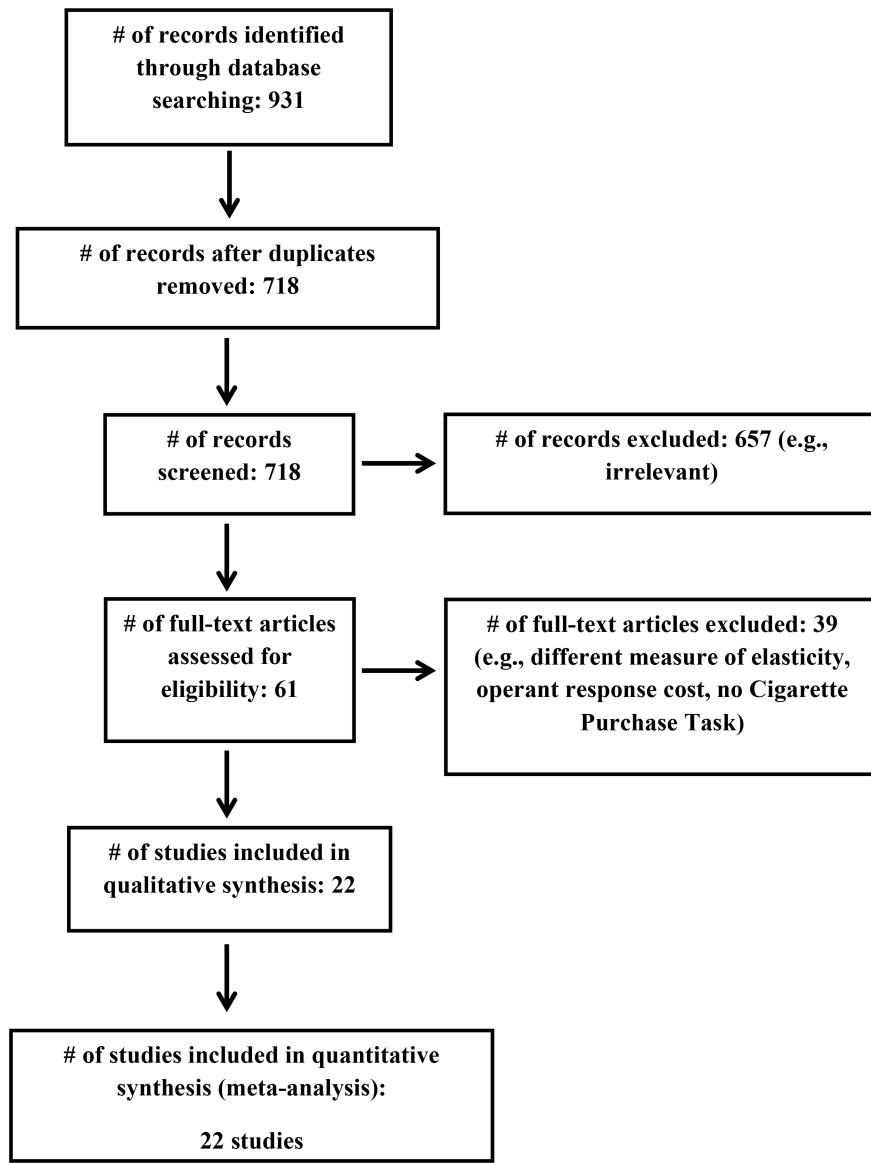 # of records identified
through database
searching: 931
# of records after duplicates
removed: 718
# of records
screened: 718
# of records excluded: 657 (e.g.,
irrelevant)
# of full-text articles
assessed for
eligibility: 61
# of full-text articles excluded: 39
(e.g., different measure of elasticity,
operant response cost, no Cigarette
Purchase Task)
# of studies included in
qualitative synthesis: 22
# of studies included in quantitative
synthesis (meta-analysis):
22 studies